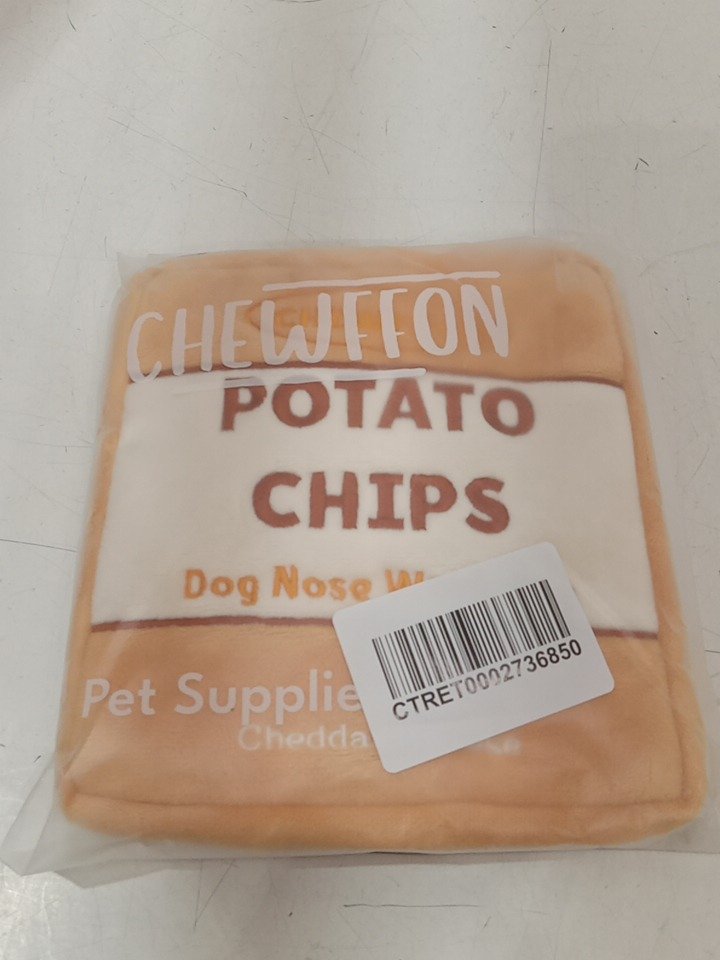 CHEWFFON
POTATO
CHIPS
Dog Nose
Pet Supplie
Chedda
CTRET0002736850